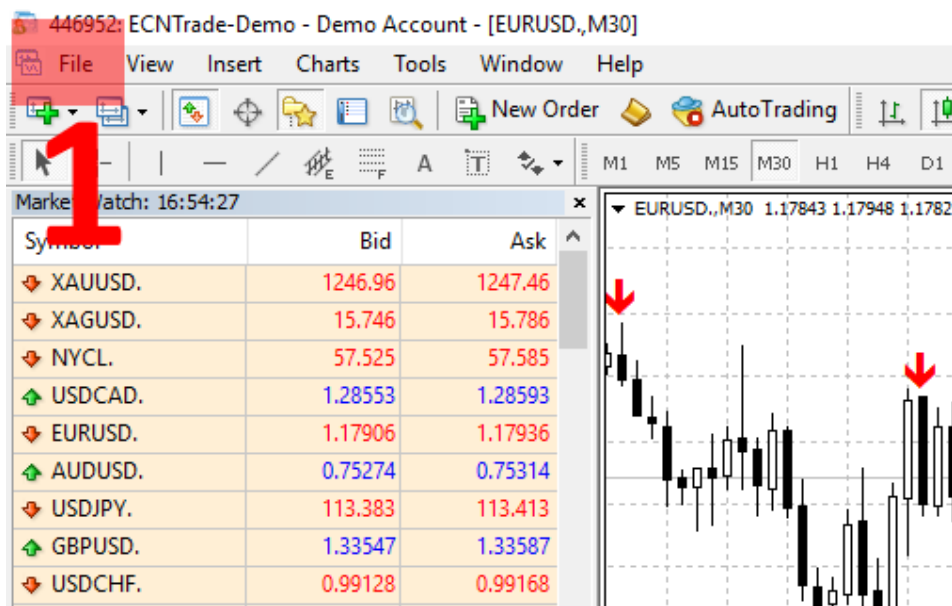 446952: ECNTrade-Demo - Demo Account - [EURUSD.,M30]
File View Insert Charts Tools Window Help
New Order AutoTrading
E F A T M1 M5 M15 M30 H1 H4 D1
1
Market Watch: 16:54:27
EURUSD.,M30 1.17843 1.17948 1.1782
Symbol Bid Ask
XAUUSD. 1246.96 1247.46
XAGUSD. 15.746 15.786
NYCL. 57.525 57.585
USDCAD. 1.28553 1.28593
EURUSD. 1.17906 1.17936
AUDUSD. 0.75274 0.75314
USDJPY. 113.383 113.413
GBPUSD. 1.33547 1.33587
USDCHF. 0.99128 0.99168